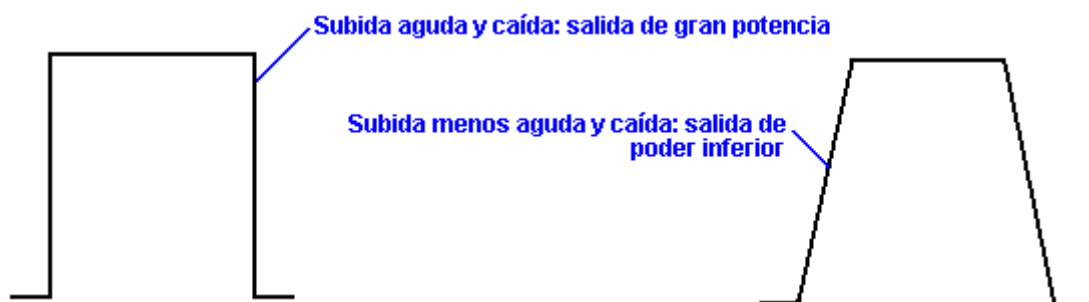 Subida aguda y caída: salida de gran potencia
Subida menos aguda y caída: salida de
poder inferior